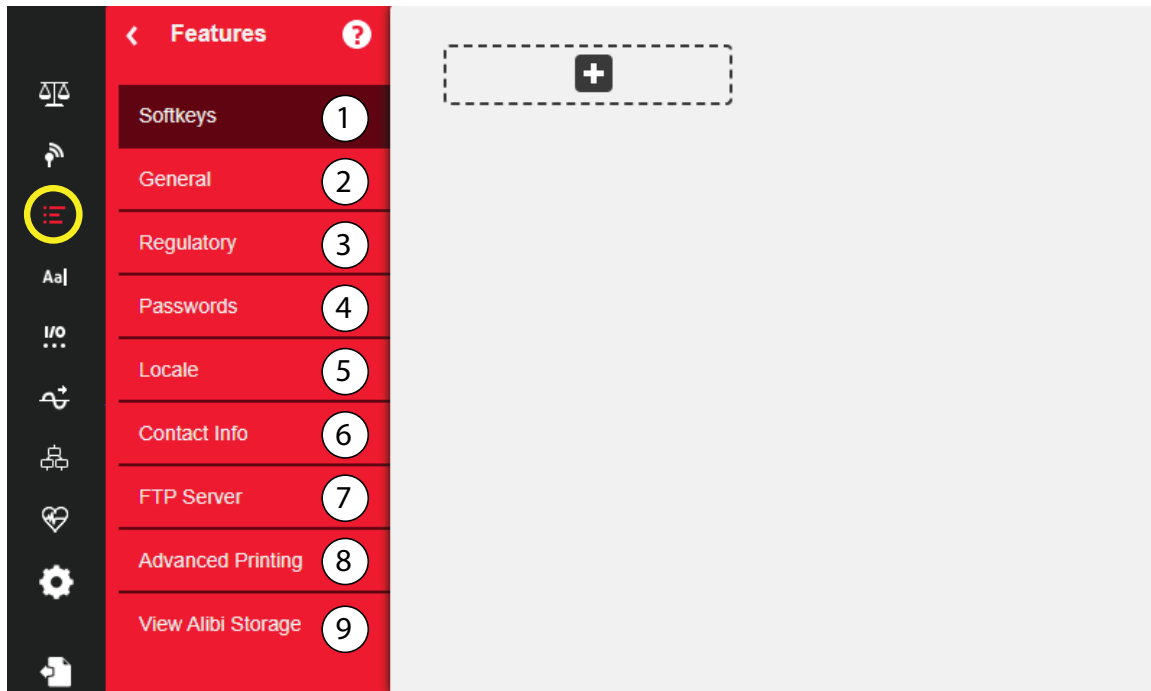 Features
?
Softkeys 1
General 2
Regulatory 3
Aa|
Passwords 4
I/O
Locale 5
Contact Info 6
FTP Server 7
Advanced Printing 8
View Alibi Storage 9